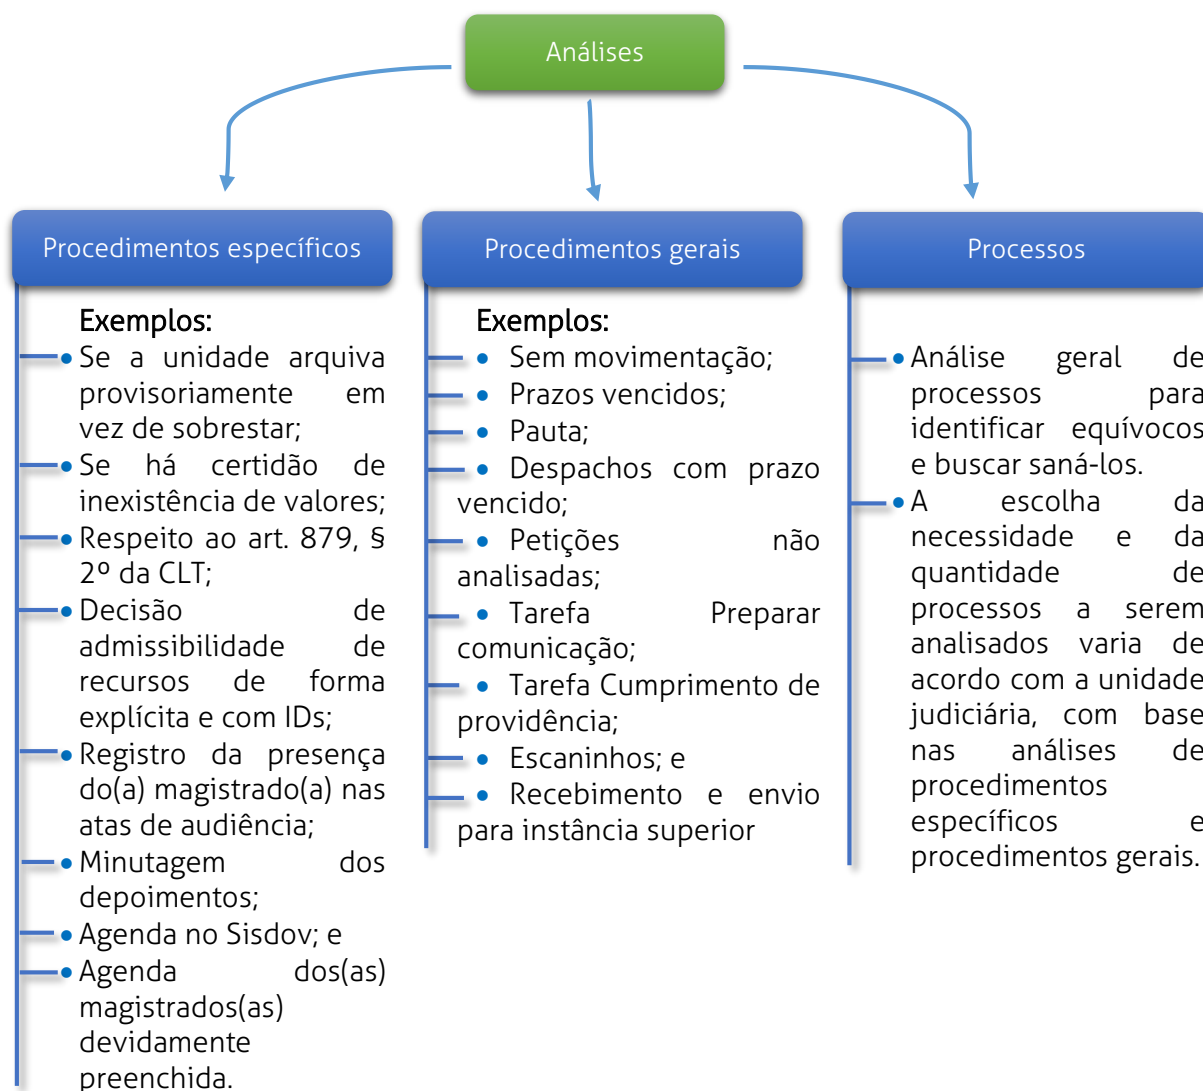 Análises
Procedimentos específicos
Exemplos:
• Se a unidade arquiva
provisoriamente em
vez de sobrestar;
• Se há certidão de
inexistência de valores;
• Respeito ao art. 879, §
2º da CLT;
• Decisão de
admissibilidade de
recursos de forma
explícita e com IDs;
• Registro da presença
do(a) magistrado(a) nas
atas de audiência;
• Minutagem dos
depoimentos;
• Agenda no Sisdov; e
• Agenda dos(as)
magistrados(as)
devidamente
preenchida.
Procedimentos gerais
Exemplos:
• Sem movimentação;
• Prazos vencidos;
• Pauta;
• Despachos com prazo
vencido;
• Petições não
analisadas;
• Tarefa Preparar
comunicação;
• Tarefa Cumprimento de
providência;
• Escaninhos; e
• Recebimento e envio
para instância superior
Processos
• Análise geral de
processos para
identificar equívocos
e buscar saná-los.
• A escolha da
necessidade e da
quantidade de
processos a serem
analisados varia de
acordo com a unidade
judiciária, com base
nas análises de
procedimentos
específicos e
procedimentos gerais.